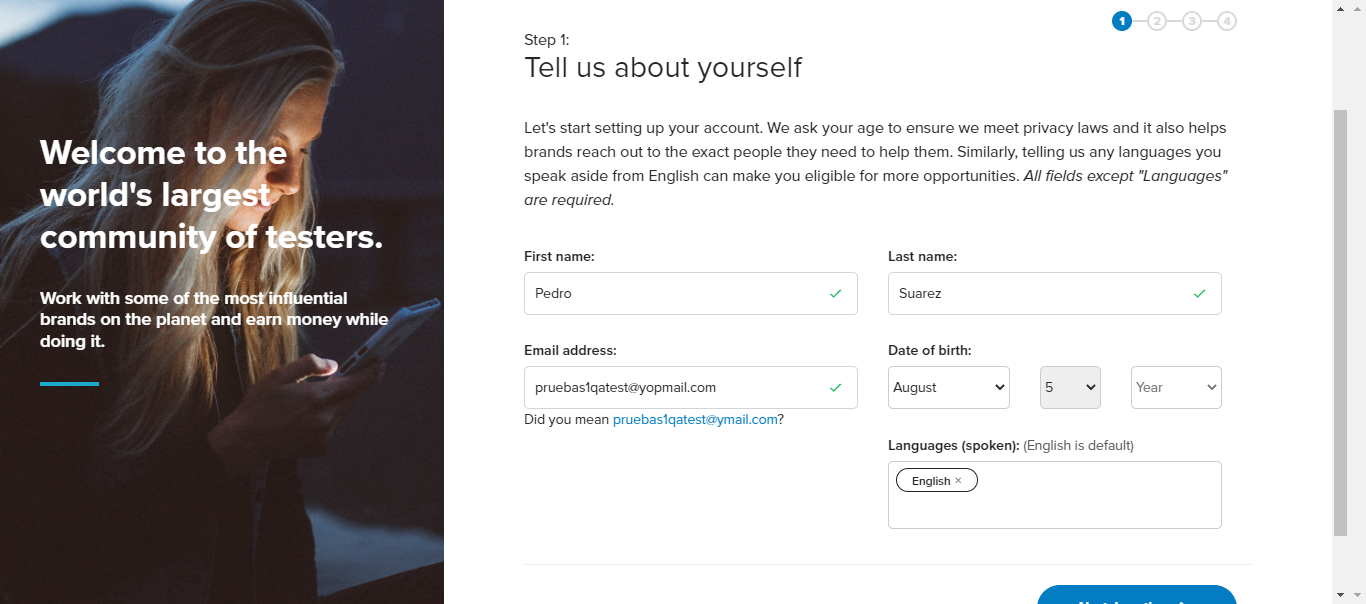 Welcome to the
world's largest
community of testers.
Work with some of the most influential
brands on the planet and earn money while
doing it.
1 2 3 4
Step 1:
Tell us about yourself
Let's start setting up your account. We ask your age to ensure we meet privacy laws and it also helps
brands reach out to the exact people they need to help them. Similarly, telling us any languages you
speak aside from English can make you eligible for more opportunities. All fields except "Languages"
are required.
First name:
Last name:
Pedro
Suarez
Email address:
Date of birth:
pruebas1qatest@yopmail.com
August
5
Year
Did you mean pruebas1qatest@ymail.com?
Languages (spoken): (English is default)
English ×